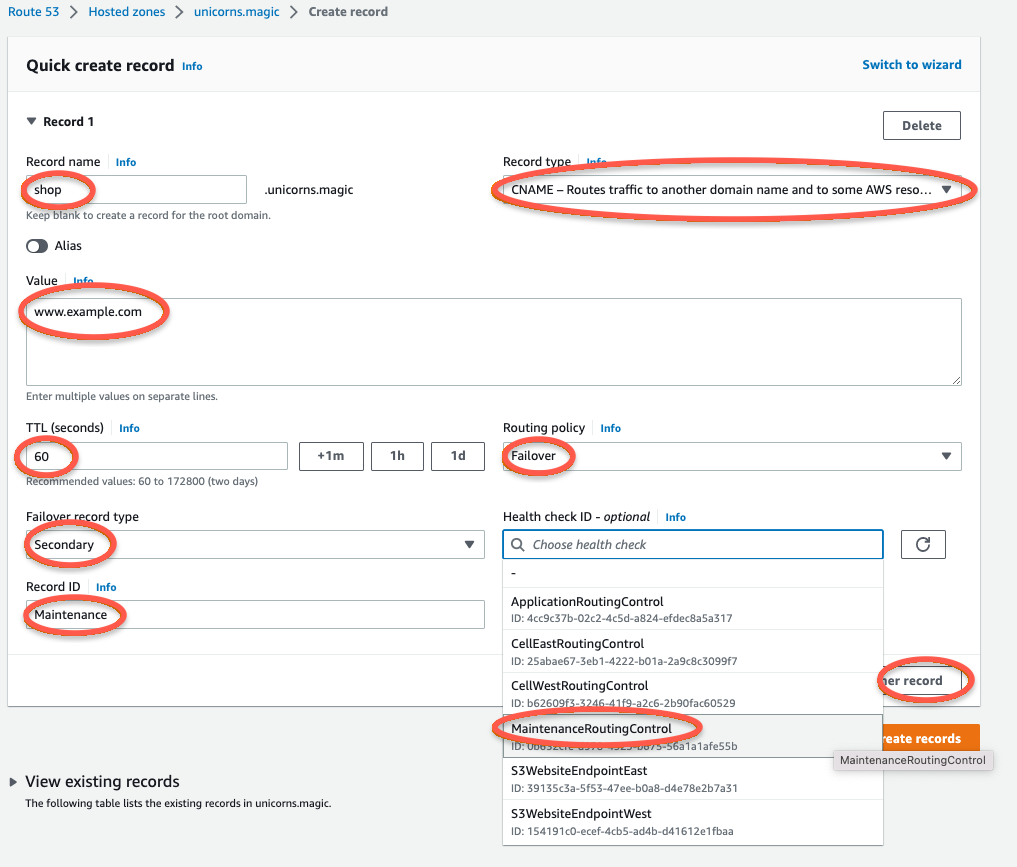 Route 53 > Hosted zones > unicorns.magic > Create record
Quick create record Info
Switch to wizard
Record 1
Delete
Record name Info
shop .unicorns.magic
Keep blank to create a record for the root domain.
Record type Info
CNAME – Routes traffic to another domain name and to some AWS reso...
Alias
Value Info
www.example.com
Enter multiple values on separate lines.
TTL (seconds) Info
60 +1m 1h 1d
Recommended values: 60 to 172800 (two days)
Routing policy Info
Failover
Failover record type
Secondary
Health check ID - optional Info
Choose health check
-
ApplicationRoutingControl
ID: 4cc9c37b-02c2-4c5d-a824-efdec8a5a317
CellEastRoutingControl
ID: 25abae67-3eb1-4222-b01a-2a9c8c3099f7
CellWestRoutingControl
ID: b62609f3-3246-41f9-a2c6-2b90fac60529
MaintenanceRoutingControl
ID:
S3WebsiteEndpointEast
ID: 39135c3a-5f53-47ee-b0a8-d4e78e2b7a31
S3WebsiteEndpointWest
ID: 154191c0-ecef-4cb5-ad4b-d41612e1fbaa
Record ID Info
Maintenance
her record
reate records
MaintenanceRoutingControl
View existing records
The following table lists the existing records in unicorns.magic.